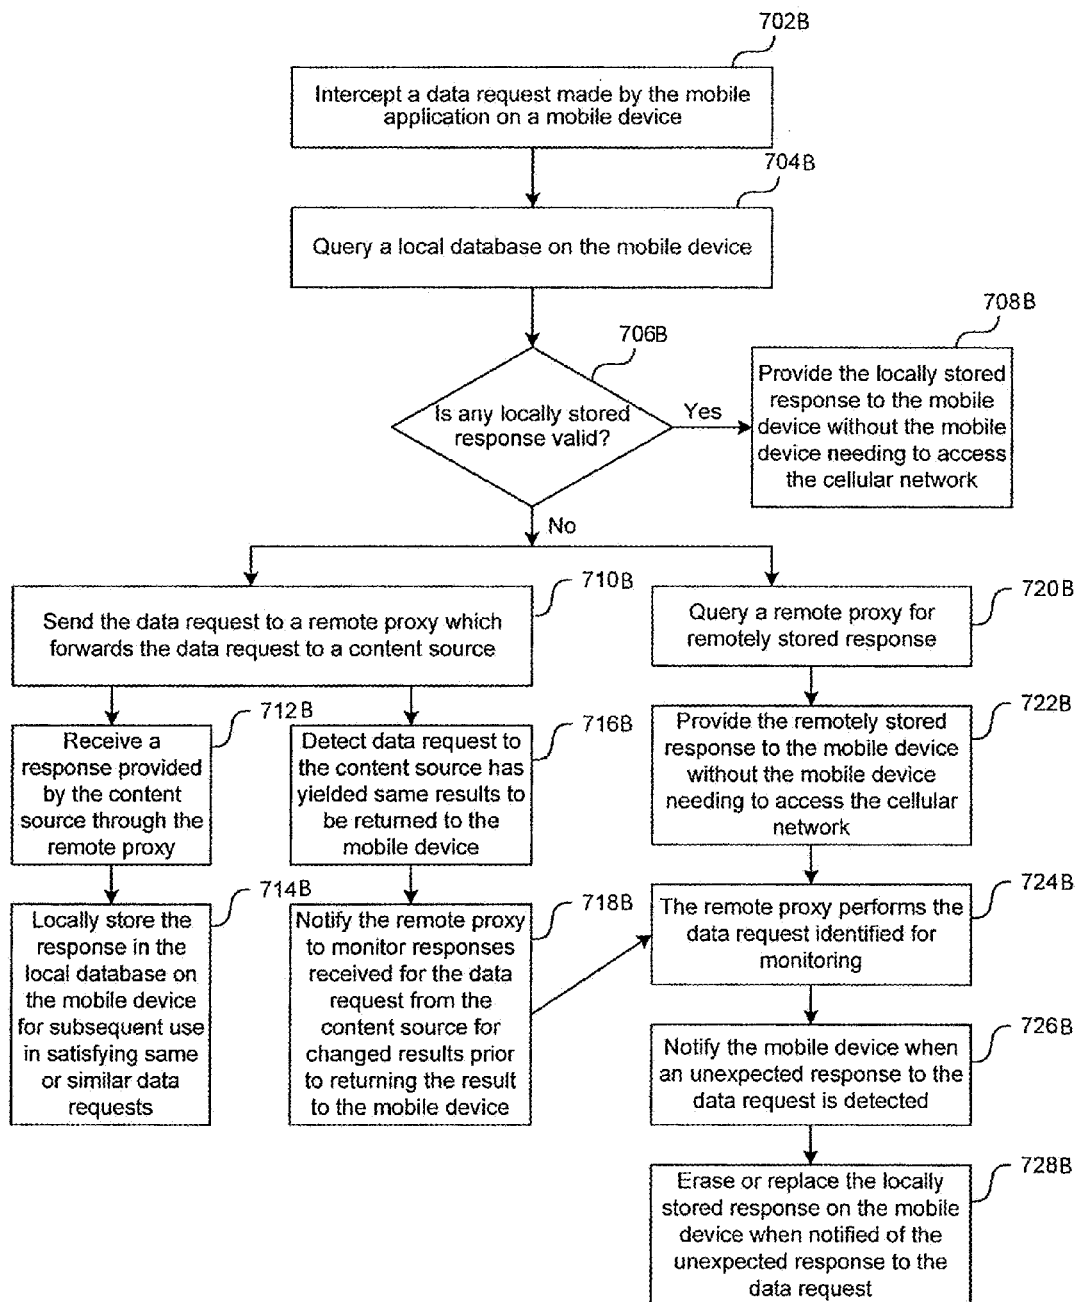 702B
Intercept a data request made by the mobile
application on a mobile device
704B
Query a local database on the mobile device
706B
Is any locally stored
response valid?
Yes
708B
Provide the locally stored
response to the mobile
device without the mobile
device needing to access
the cellular network
No
710B
Send the data request to a remote proxy which
forwards the data request to a content source
712B
Receive a
response provided
by the content
source through the
remote proxy
714B
Locally store the
response in the
local database on
the mobile device
for subsequent use
in satisfying same
or similar data
requests
716B
Detect data request to
the content source has
yielded same results to
be returned to the
mobile device
718B
Notify the remote proxy
to monitor responses
received for the data
request from the
content source for
changed results prior
to returning the result
to the mobile device
720B
Query a remote proxy for
remotely stored response
722B
Provide the remotely stored
response to the mobile device
without the mobile device
needing to access the cellular
network
724B
The remote proxy performs the
data request identified for
monitoring
726B
Notify the mobile device when
an unexpected response to the
data request is detected
728B
Erase or replace the locally
stored response on the mobile
device when notified of the
unexpected response to the
data request